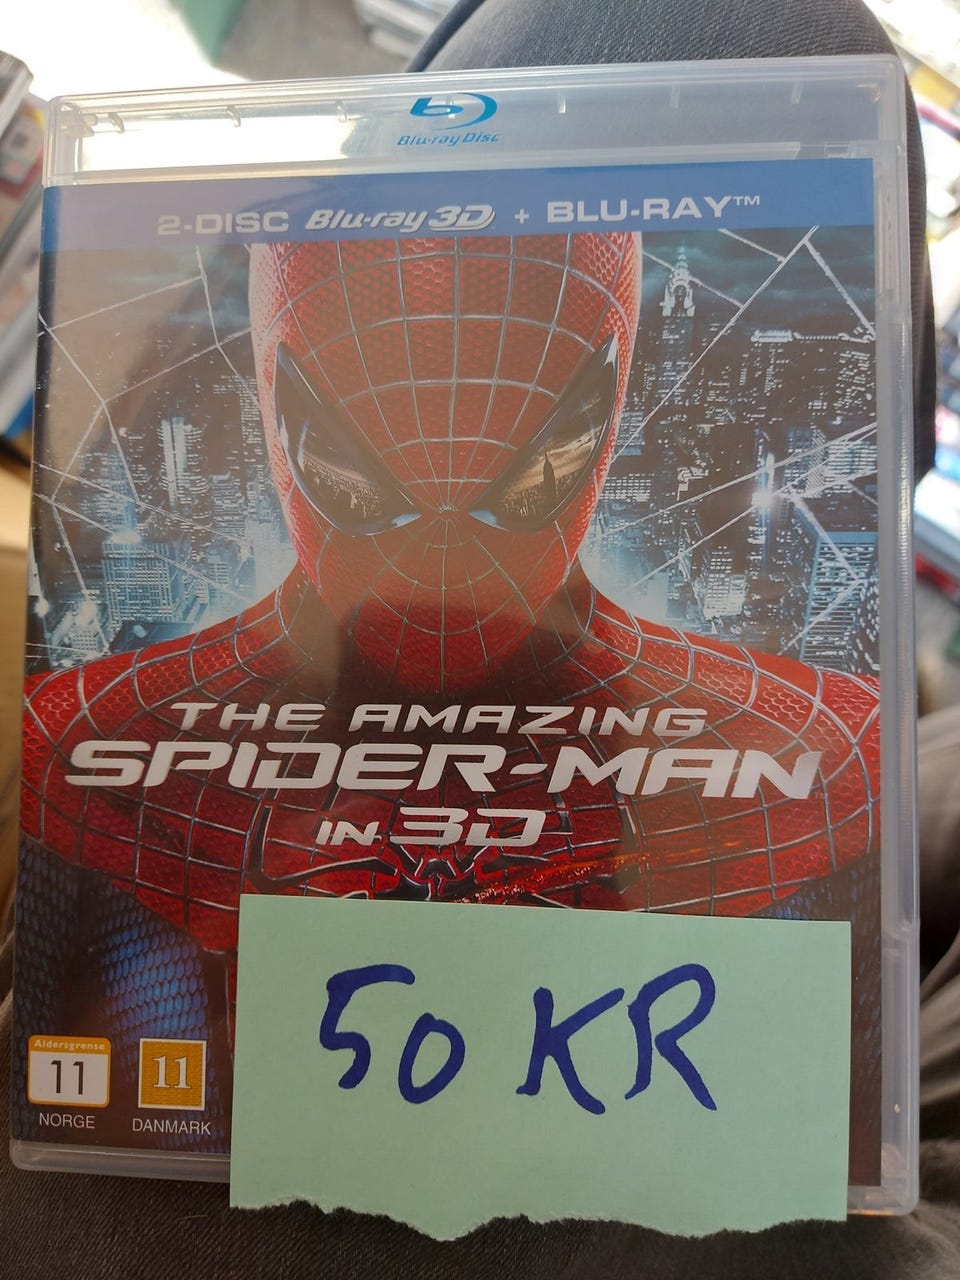 Blu-ray Disc
2-DISC Blu-ray 3D + BLU-RAY™
THE AMAZING
SPIDER-MAN
IN 3D
50 KR
Aldersgrense
11 11
NORGE DANMARK